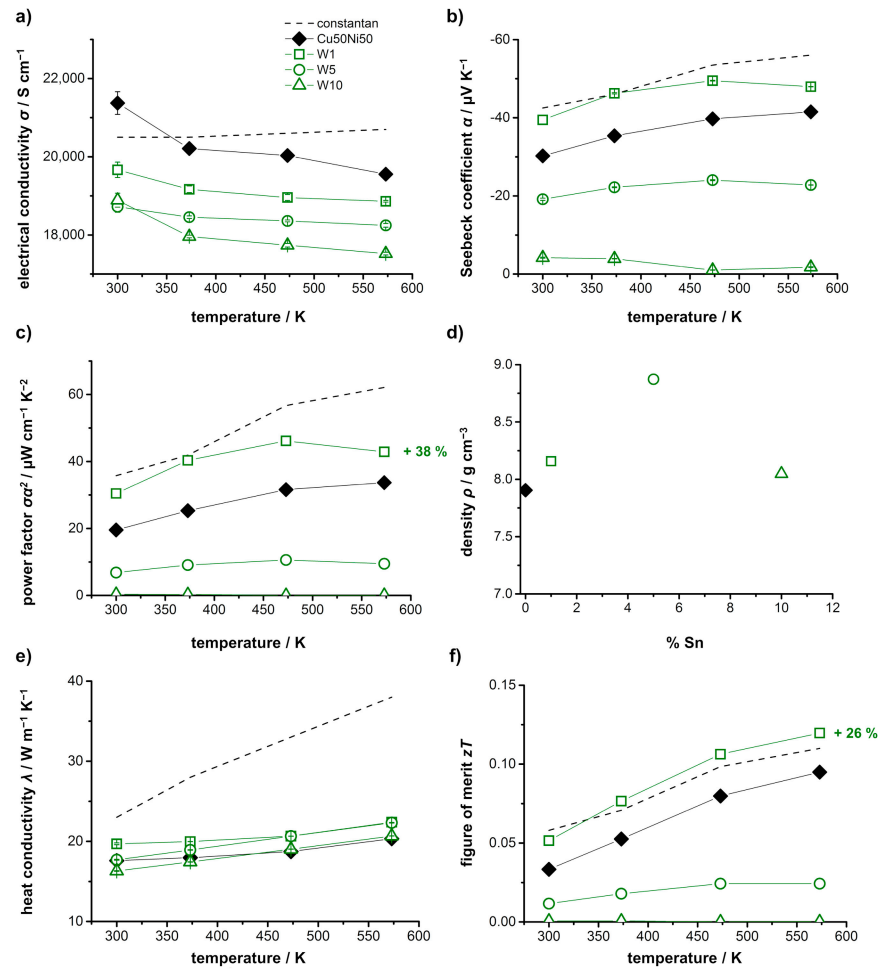 a)
constantan
Cu50Ni50
W1
W5
W10
22,000
20,000
18,000
300 350 400 450 500 550 600
electrical conductivity σ / S cm⁻¹
temperature / K
b)
-60
-40
-20
0
300 350 400 450 500 550 600
Seebeck coefficient α / µV K⁻¹
temperature / K
c)
60
40
20
0
300 350 400 450 500 550 600
+ 38 %
power factor σα² / µW cm⁻¹ K⁻²
temperature / K
d)
9.0
8.5
8.0
7.5
7.0
0 2 4 6 8 10 12
density ρ / g cm⁻³
% Sn
e)
40
30
20
10
300 350 400 450 500 550 600
heat conductivity λ / W m⁻¹ K⁻¹
temperature / K
f)
0.15
0.10
0.05
0.00
300 350 400 450 500 550 600
+ 26 %
figure of merit zT
temperature / K